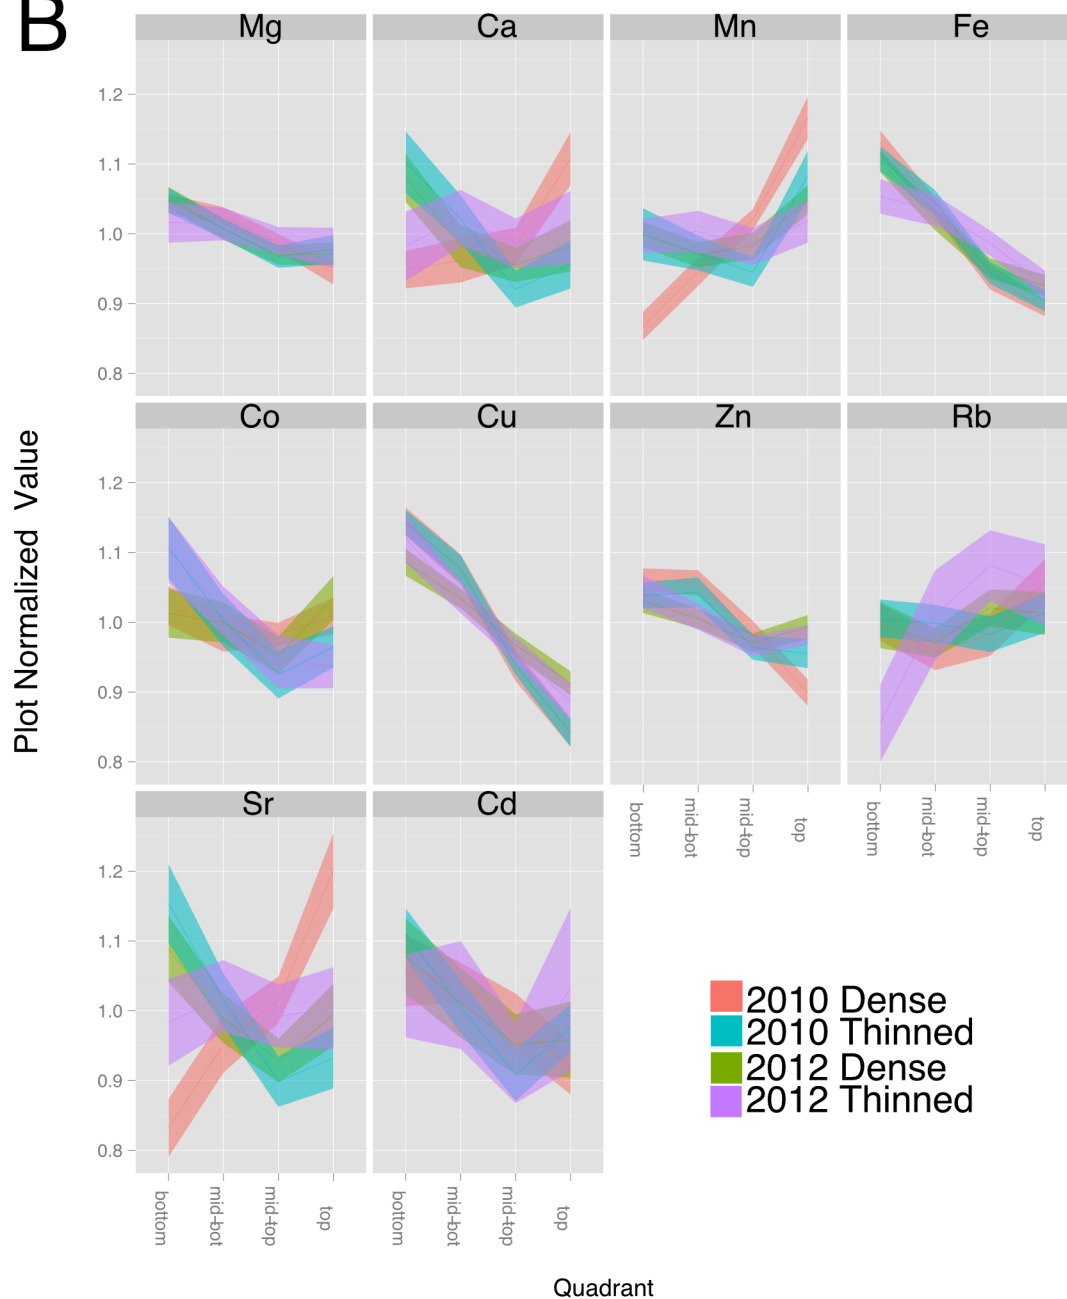 B
Mg Ca Mn Fe
1.2
1.1
1.0
0.9
0.8
Co Cu Zn Rb
Plot Normalized Value
1.2
1.1
1.0
0.9
0.8
Sr Cd
bottom mid-bot mid-top top bottom mid-bot mid-top top
1.2
1.1
1.0
0.9
0.8
2010 Dense
2010 Thinned
2012 Dense
2012 Thinned
bottom mid-bot mid-top top bottom mid-bot mid-top top
Quadrant